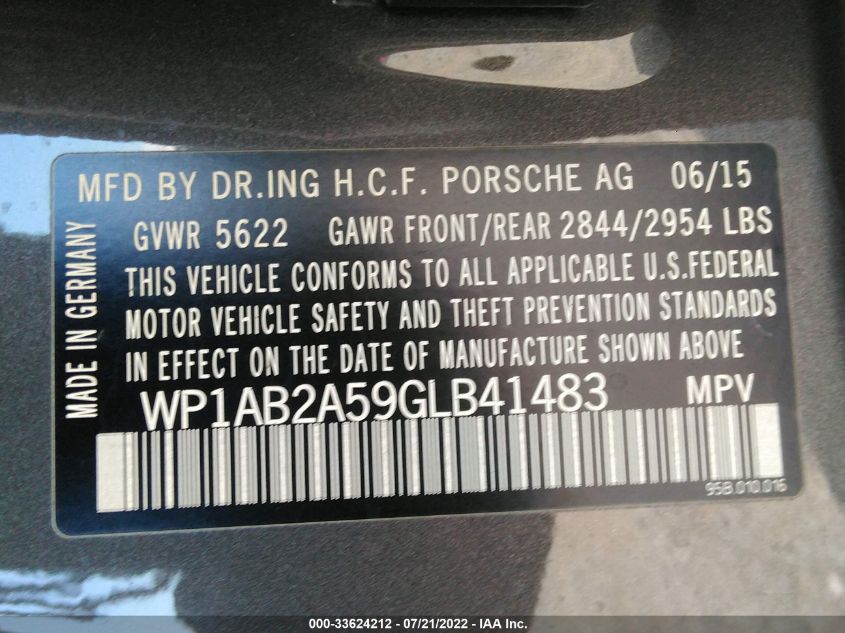 MFD BY DR.ING H.C.F. PORSCHE AG 06/15
GVWR 5622 GAWR FRONT/REAR 2844/2954 LBS
THIS VEHICLE CONFORMS TO ALL APPLICABLE U.S.FEDERAL
MOTOR VEHICLE SAFETY AND THEFT PREVENTION STANDARDS
IN EFFECT ON THE DATE OF MANUFACTURE SHOWN ABOVE
WP1AB2A59GLB41483 MPV
95B.010.016
MADE IN GERMANY
000-33624212 - 07/21/2022 - IAA Inc.